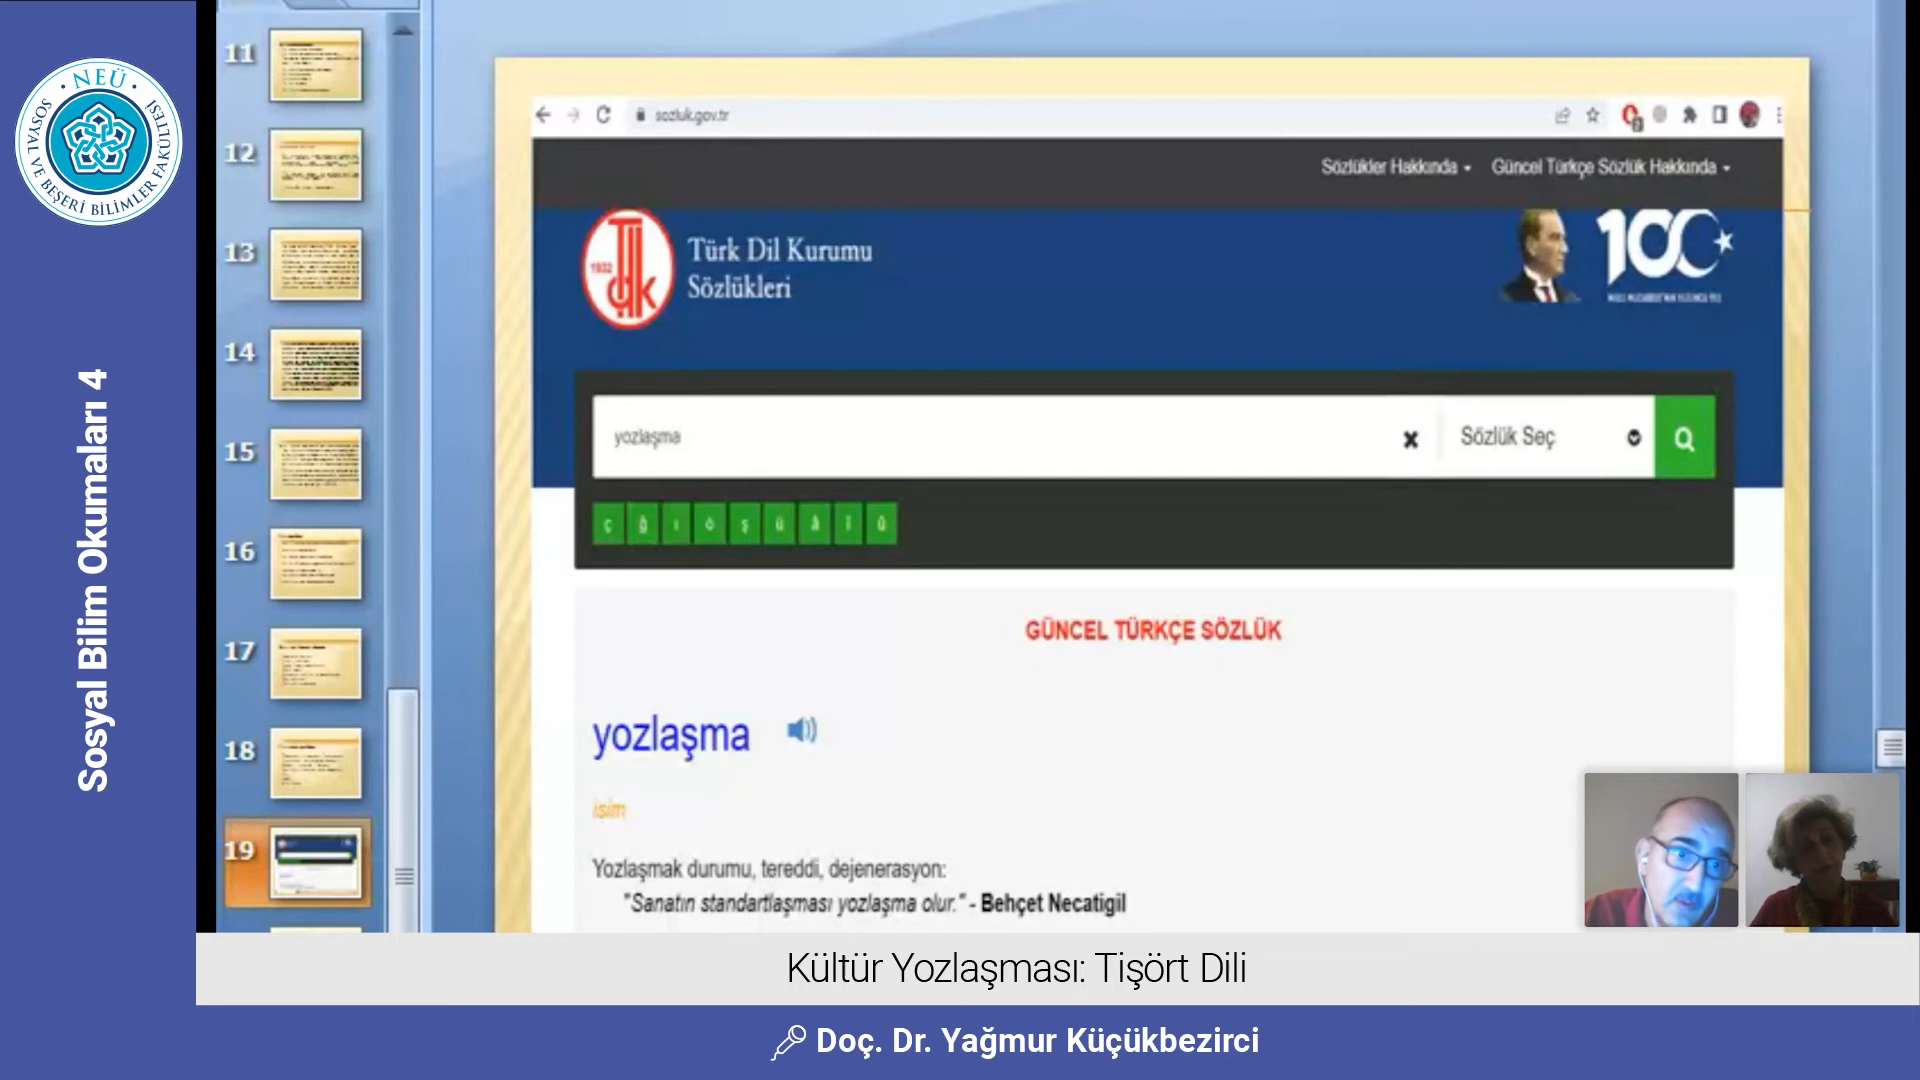 • NEÜ •
SOSYAL VE BEŞERİ BİLİMLER FAKÜLTESİ
Sosyal Bilim Okumaları 4
11
12
13
14
15
16
17
18
19
sozluk.gov.tr
Sözlükler Hakkında
Güncel Türkçe Sözlük Hakkında
1932
Türk Dil Kurumu
Sözlükleri
100
yozlaşma
Sözlük Seç
ç ğ ı ö ş ü â î û
GÜNCEL TÜRKÇE SÖZLÜK
yozlaşma
isim
Yozlaşmak durumu, tereddi, dejenerasyon:
"Sanatın standartlaşması yozlaşma olur." - Behçet Necatigil
Kültür Yozlaşması: Tişört Dili
Doç. Dr. Yağmur Küçükbezirci